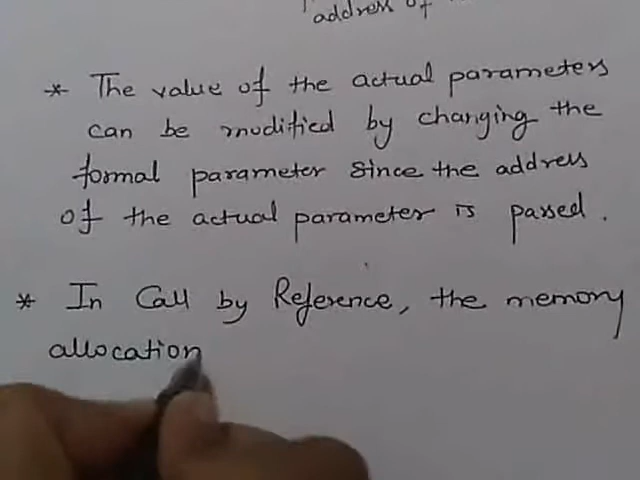 address of
* The value of the actual parameters
can be modified by changing the
formal parameter since the address
of the actual parameter is passed.
* In Call by Reference, the memory
allocation